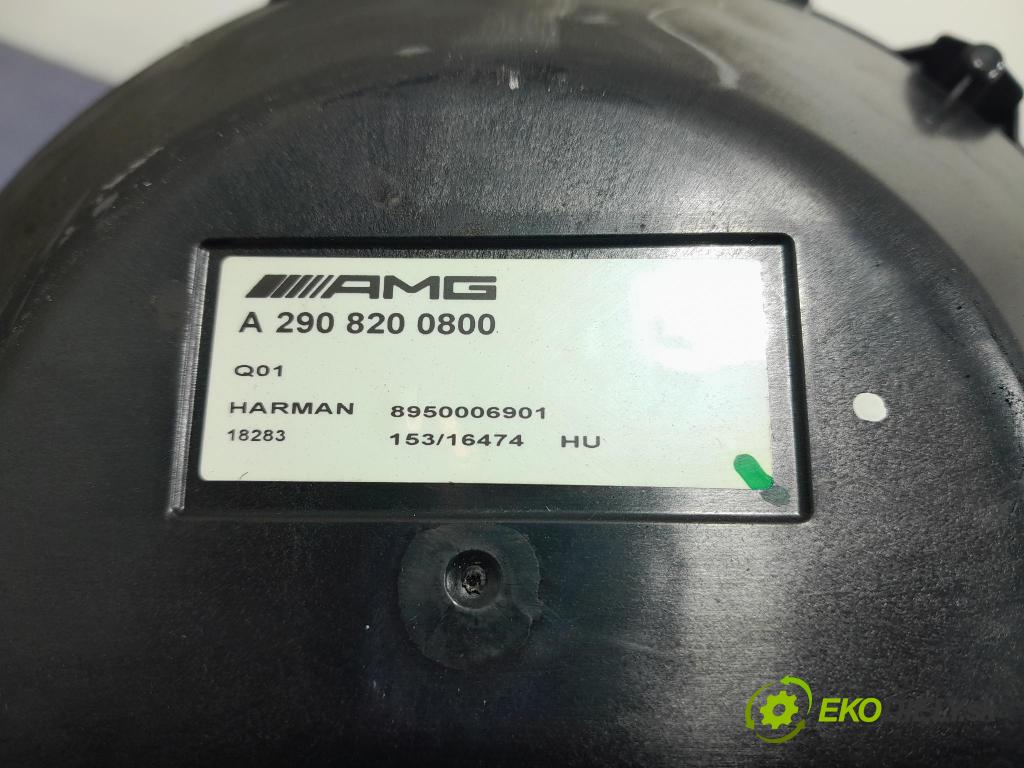 AMG
A 290 820 0800
Q01
HARMAN 8950006901
18283 153/16474 HU
EKO